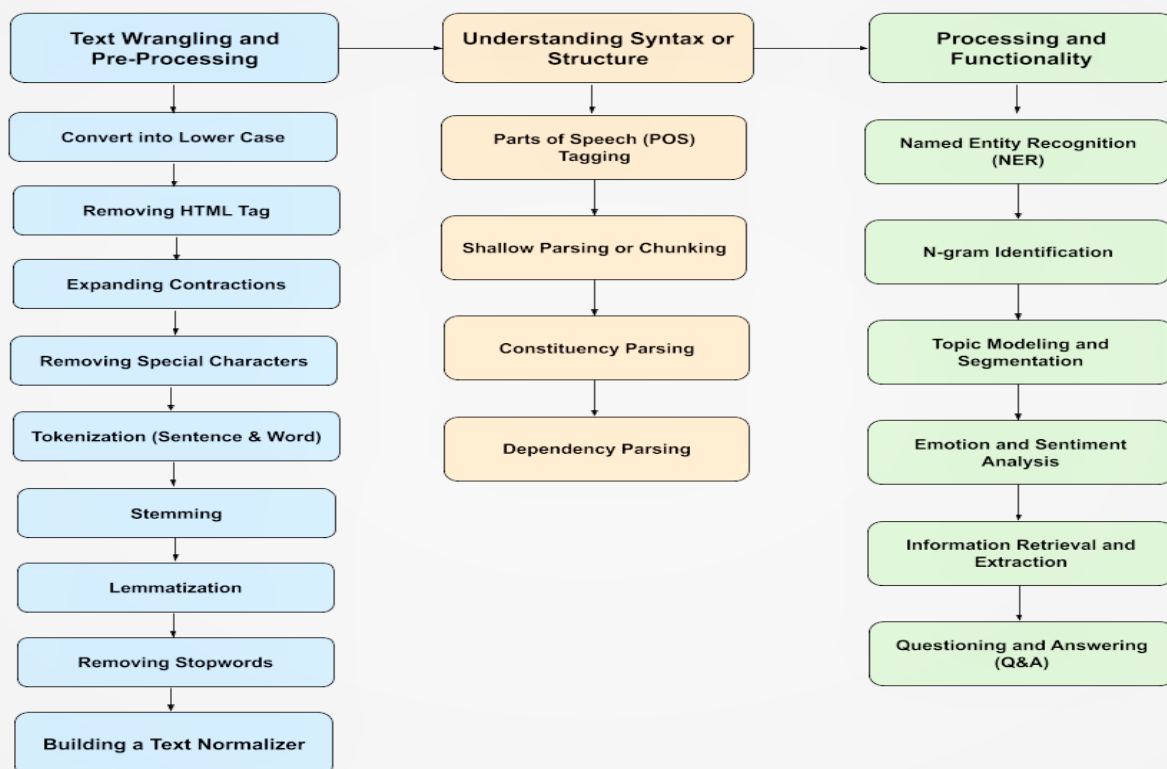 Text Wrangling and
Pre-Processing
Convert into Lower Case
Removing HTML Tag
Expanding Contractions
Removing Special Characters
Tokenization (Sentence & Word)
Stemming
Lemmatization
Removing Stopwords
Building a Text Normalizer
Understanding Syntax or
Structure
Parts of Speech (POS)
Tagging
Shallow Parsing or Chunking
Constituency Parsing
Dependency Parsing
Processing and
Functionality
Named Entity Recognition
(NER)
N-gram Identification
Topic Modeling and
Segmentation
Emotion and Sentiment
Analysis
Information Retrieval and
Extraction
Questioning and Answering
(Q&A)